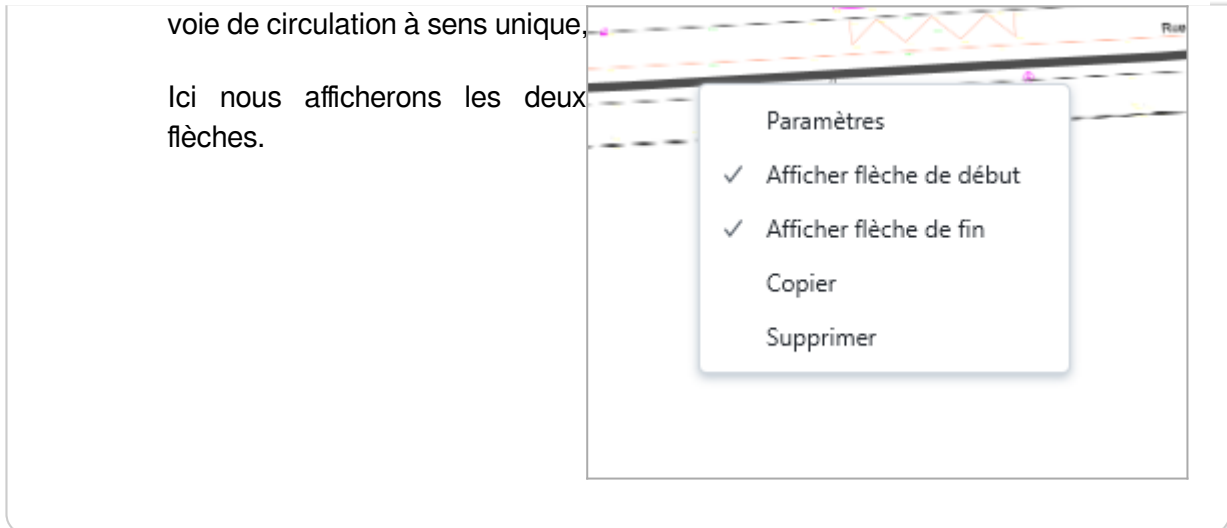 voie de circulation à sens unique,
Ici nous afficherons les deux
flèches.
Rue
Paramètres
Afficher flèche de début
Afficher flèche de fin
Copier
Supprimer